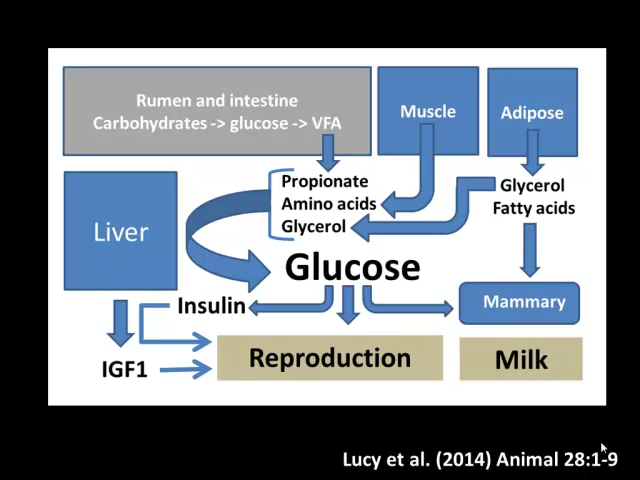 Rumen and intestine
Carbohydrates -> glucose -> VFA
Muscle
Adipose
Propionate
Amino acids
Glycerol
Glycerol
Fatty acids
Liver
Glucose
Insulin
Mammary
IGF1
Reproduction
Milk
Lucy et al. (2014) Animal 28:1-9